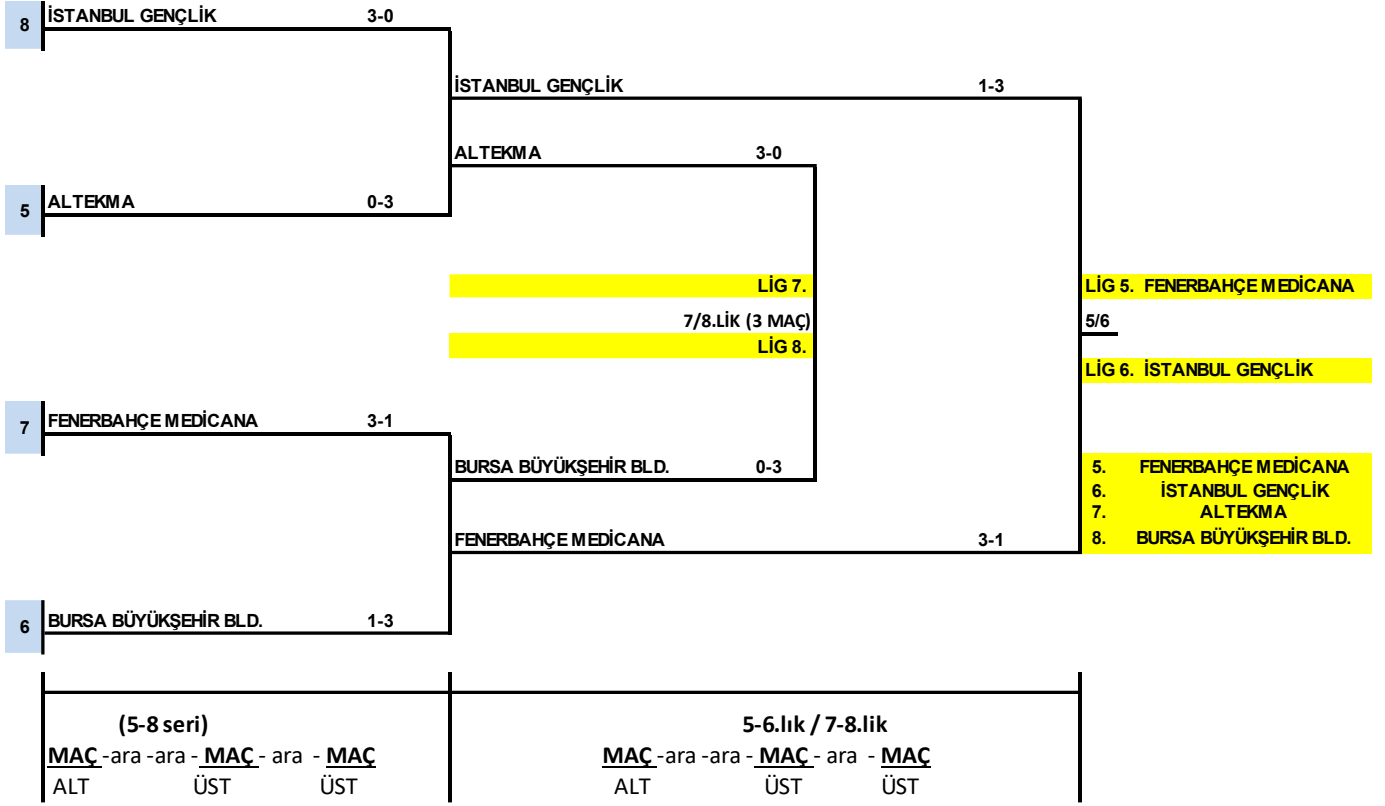 8 İSTANBUL GENÇLİK 3-0
İSTANBUL GENÇLİK 1-3
ALTEKMA 3-0
5 ALTEKMA 0-3
LİG 7. LİG 5. FENERBAHÇE MEDİCANA
7/8.LİK (3 MAÇ) 5/6
LİG 8.
LİG 6. İSTANBUL GENÇLİK
7 FENERBAHÇE MEDİCANA 3-1
BURSA BÜYÜKŞEHİR BLD. 0-3 5. FENERBAHÇE MEDİCANA
6. İSTANBUL GENÇLİK
7. ALTEKMA
FENERBAHÇE MEDİCANA 3-1 8. BURSA BÜYÜKŞEHİR BLD.
6 BURSA BÜYÜKŞEHİR BLD. 1-3
(5-8 seri) 5-6.lık / 7-8.lik
MAÇ -ara -ara - MAÇ - ara - MAÇ MAÇ -ara -ara - MAÇ - ara - MAÇ
ALT ÜST ÜST ALT ÜST ÜST